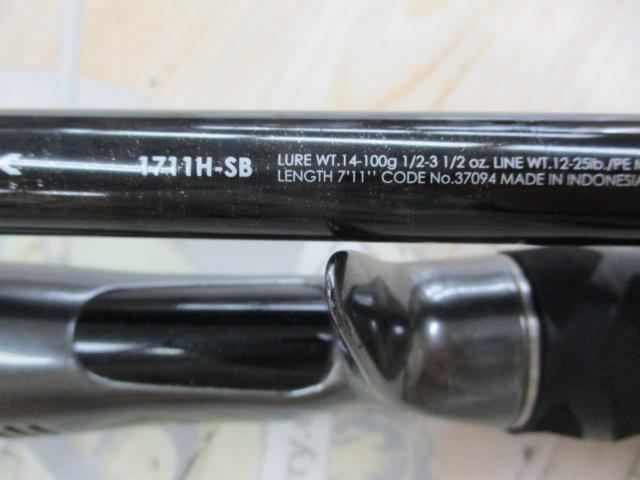 1711H-SB
LURE WT.14-100g 1/2-3 1/2 oz. LINE WT.12-25lb./PE
LENGTH 7'11'' CODE No.37094 MADE IN INDONESIA